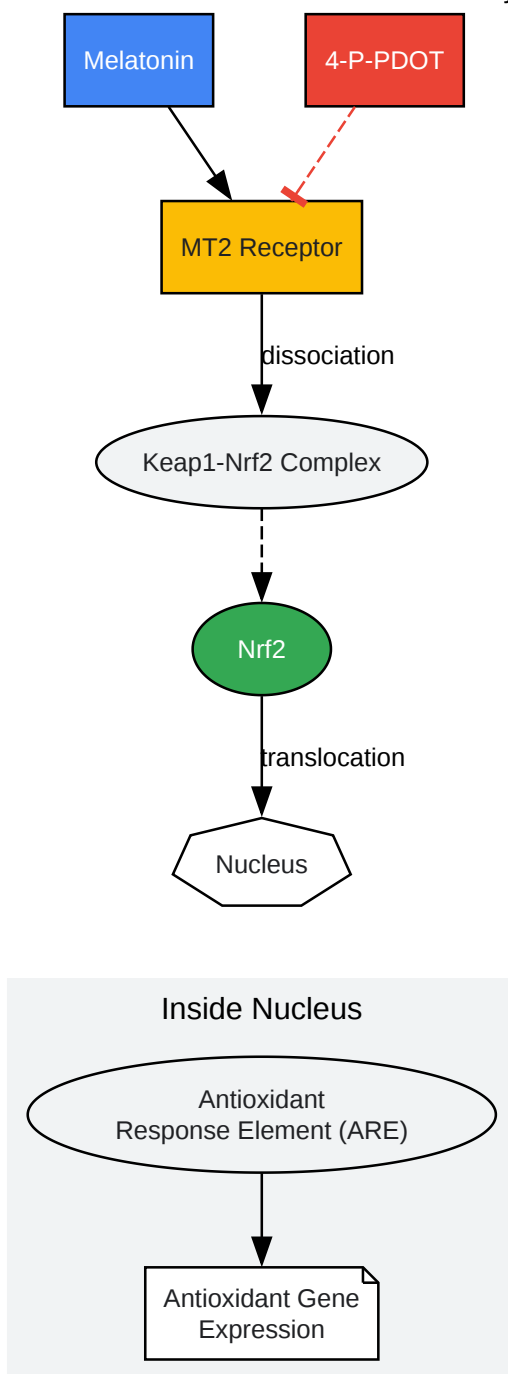 Melatonin
4-P-PDOT
MT2 Receptor
dissociation
Keap1-Nrf2 Complex
Nrf2
translocation
Nucleus
Inside Nucleus
Antioxidant
Response Element (ARE)
Antioxidant Gene
Expression